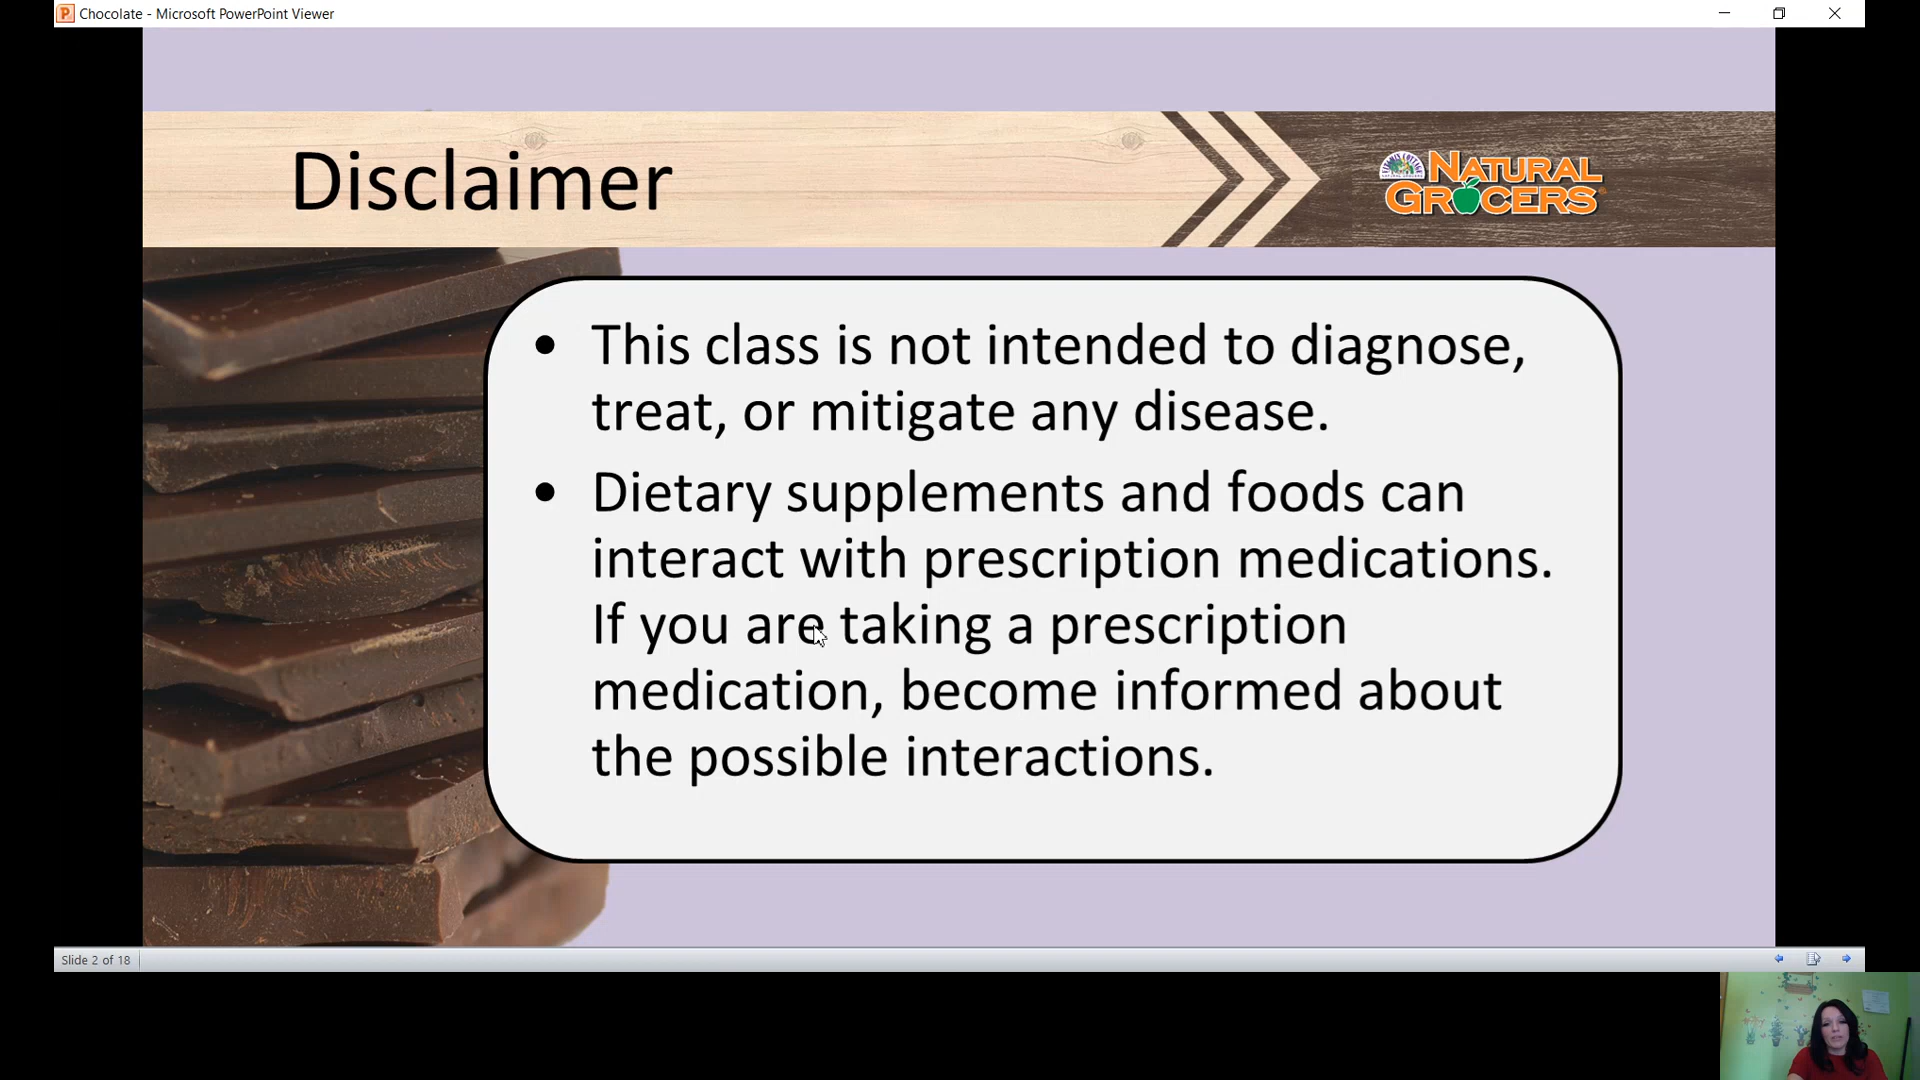 Chocolate - Microsoft PowerPoint Viewer
Disclaimer
VITAMIN COTTAGE
NATURAL
GROCERS
• This class is not intended to diagnose,
treat, or mitigate any disease.
• Dietary supplements and foods can
interact with prescription medications.
If you are taking a prescription
medication, become informed about
the possible interactions.
Slide 2 of 18